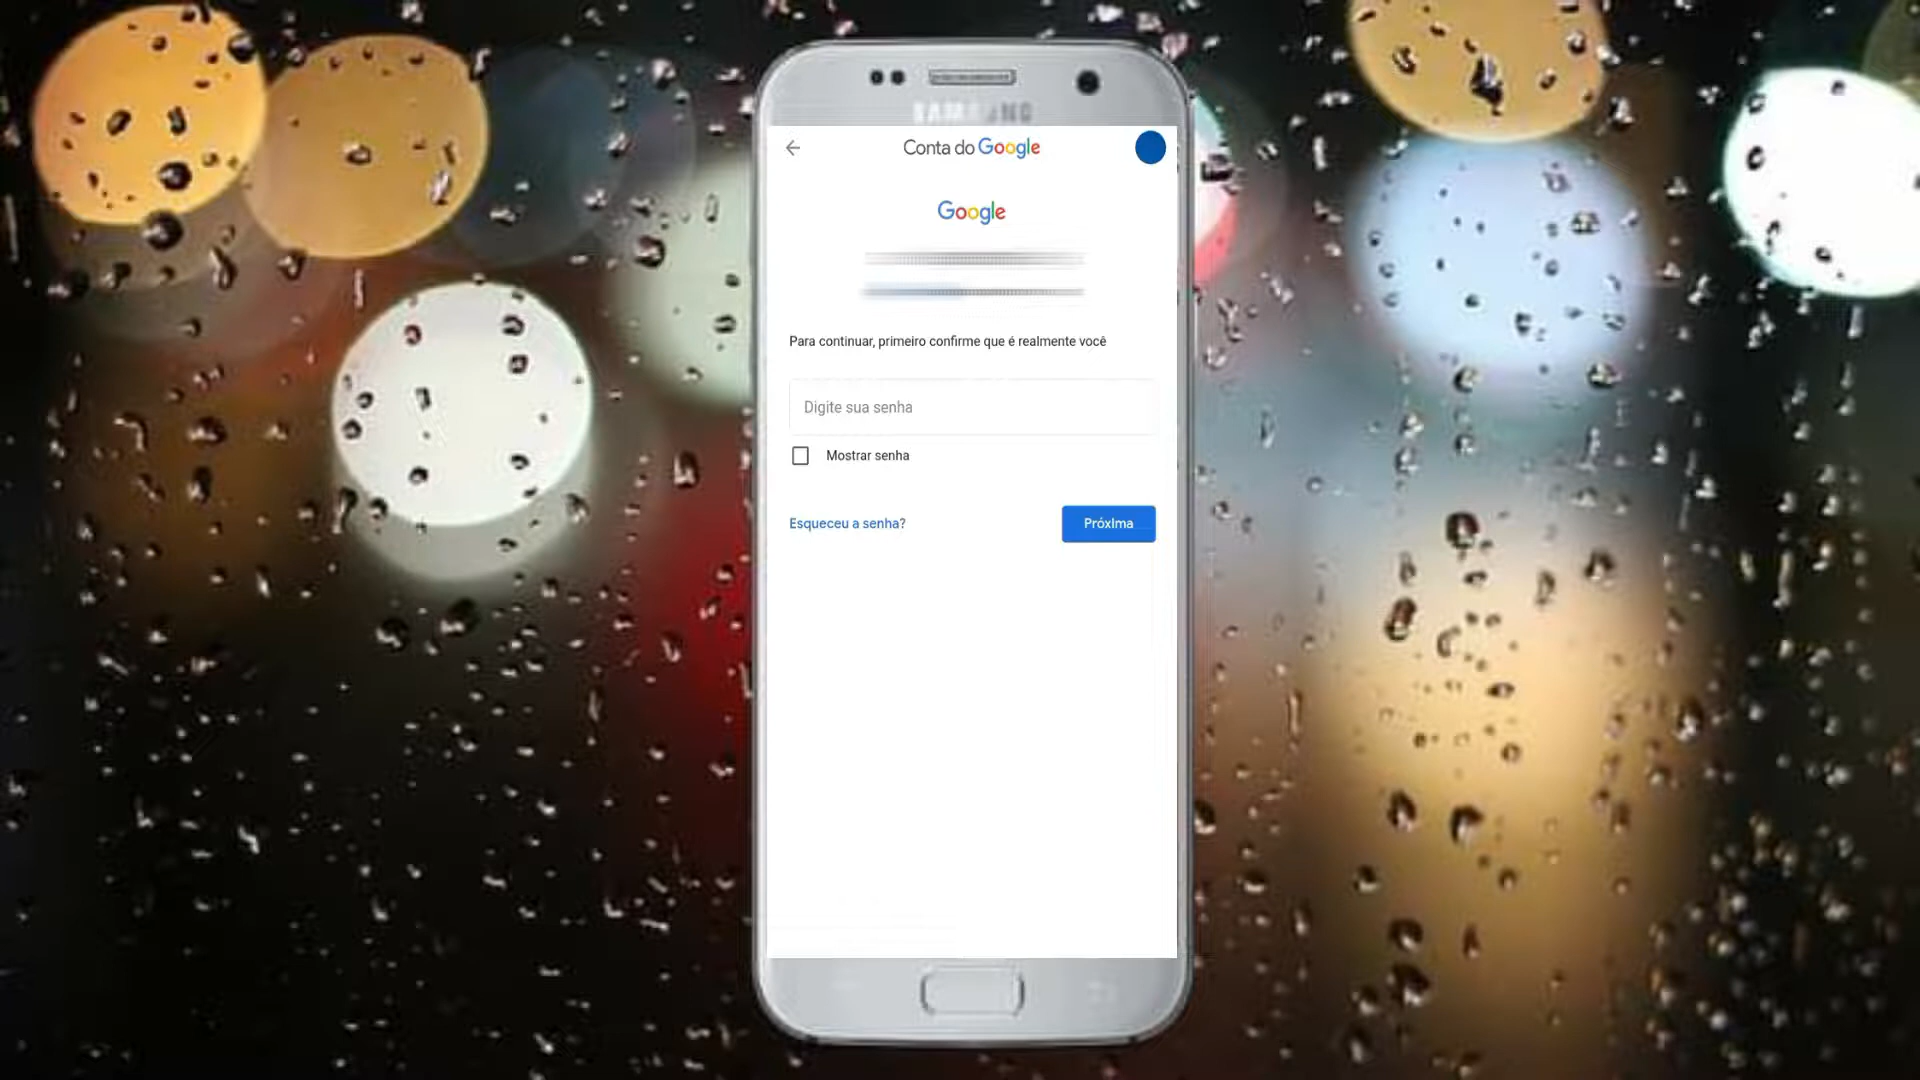 SAMSUNG
Conta do Google
Google
Para continuar, primeiro confirme que é realmente você
Digite sua senha
Mostrar senha
Esqueceu a senha?
Próxima